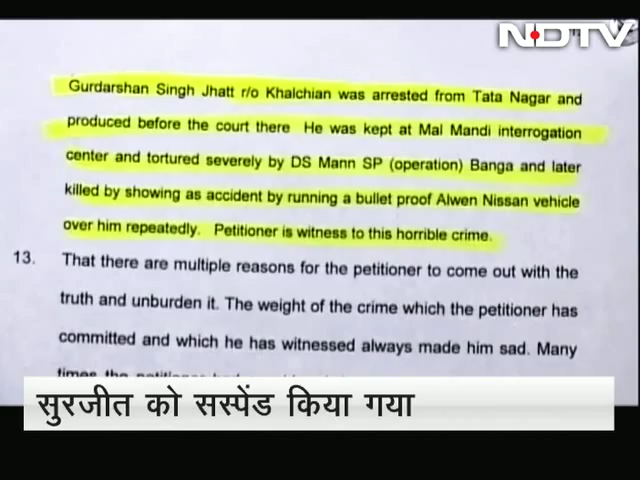 NDTV
Gurdarshan Singh Jhatt r/o Khalchian was arrested from Tata Nagar and
produced before the court there He was kept at Mal Mandi interrogation
center and tortured severely by DS Mann SP (operation) Banga and later
killed by showing as accident by running a bullet proof Alwen Nissan vehicle
over him repeatedly. Petitioner is witness to this horrible crime.
13. That there are multiple reasons for the petitioner to come out with the
truth and unburden it. The weight of the crime which the petitioner has
committed and which he has witnessed always made him sad. Many
times the
सुरजीत को सस्पेंड किया गया